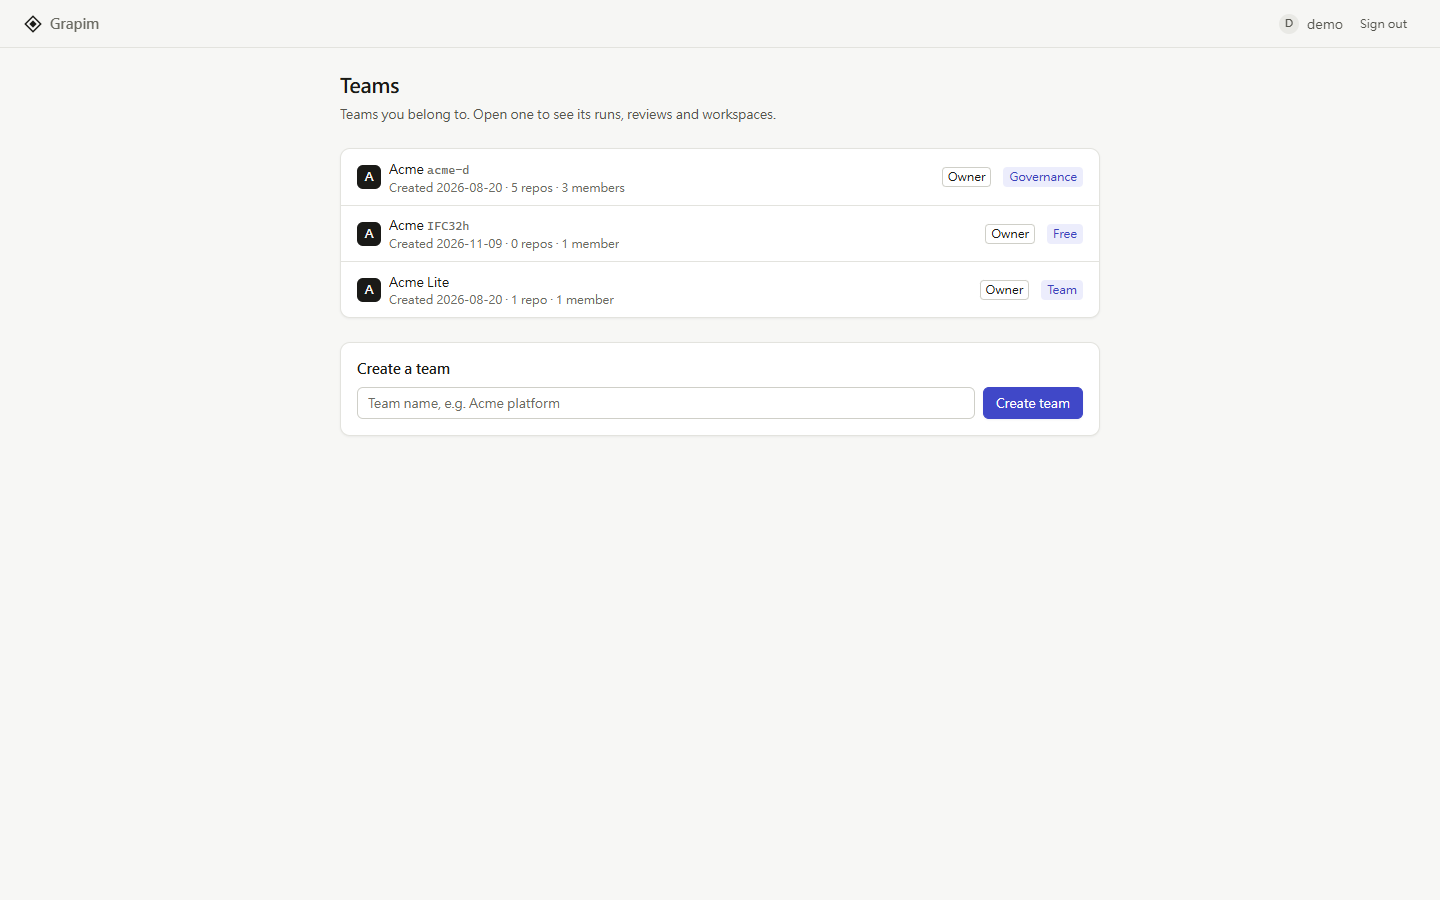 Grapim
D demo Sign out
Teams
Teams you belong to. Open one to see its runs, reviews and workspaces.
A Acme acme-d
Created 2026-08-20 · 5 repos · 3 members
Owner Governance
A Acme IFC32h
Created 2026-11-09 · 0 repos · 1 member
Owner Free
A Acme Lite
Created 2026-08-20 · 1 repo · 1 member
Owner Team
Create a team
Team name, e.g. Acme platform
Create team